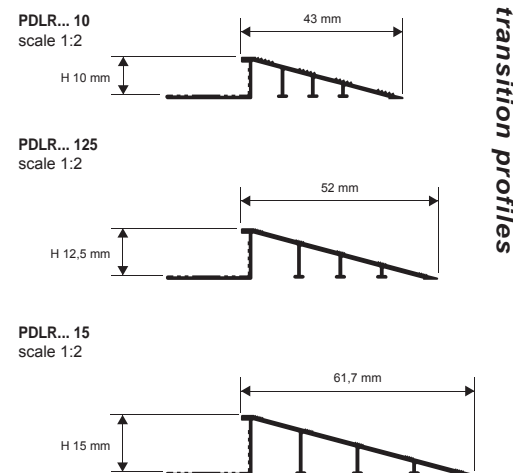 PDLR... 10
scale 1:2
43 mm
H 10 mm
PDLR... 125
scale 1:2
52 mm
H 12,5 mm
PDLR... 15
scale 1:2
61,7 mm
H 15 mm
transition profiles